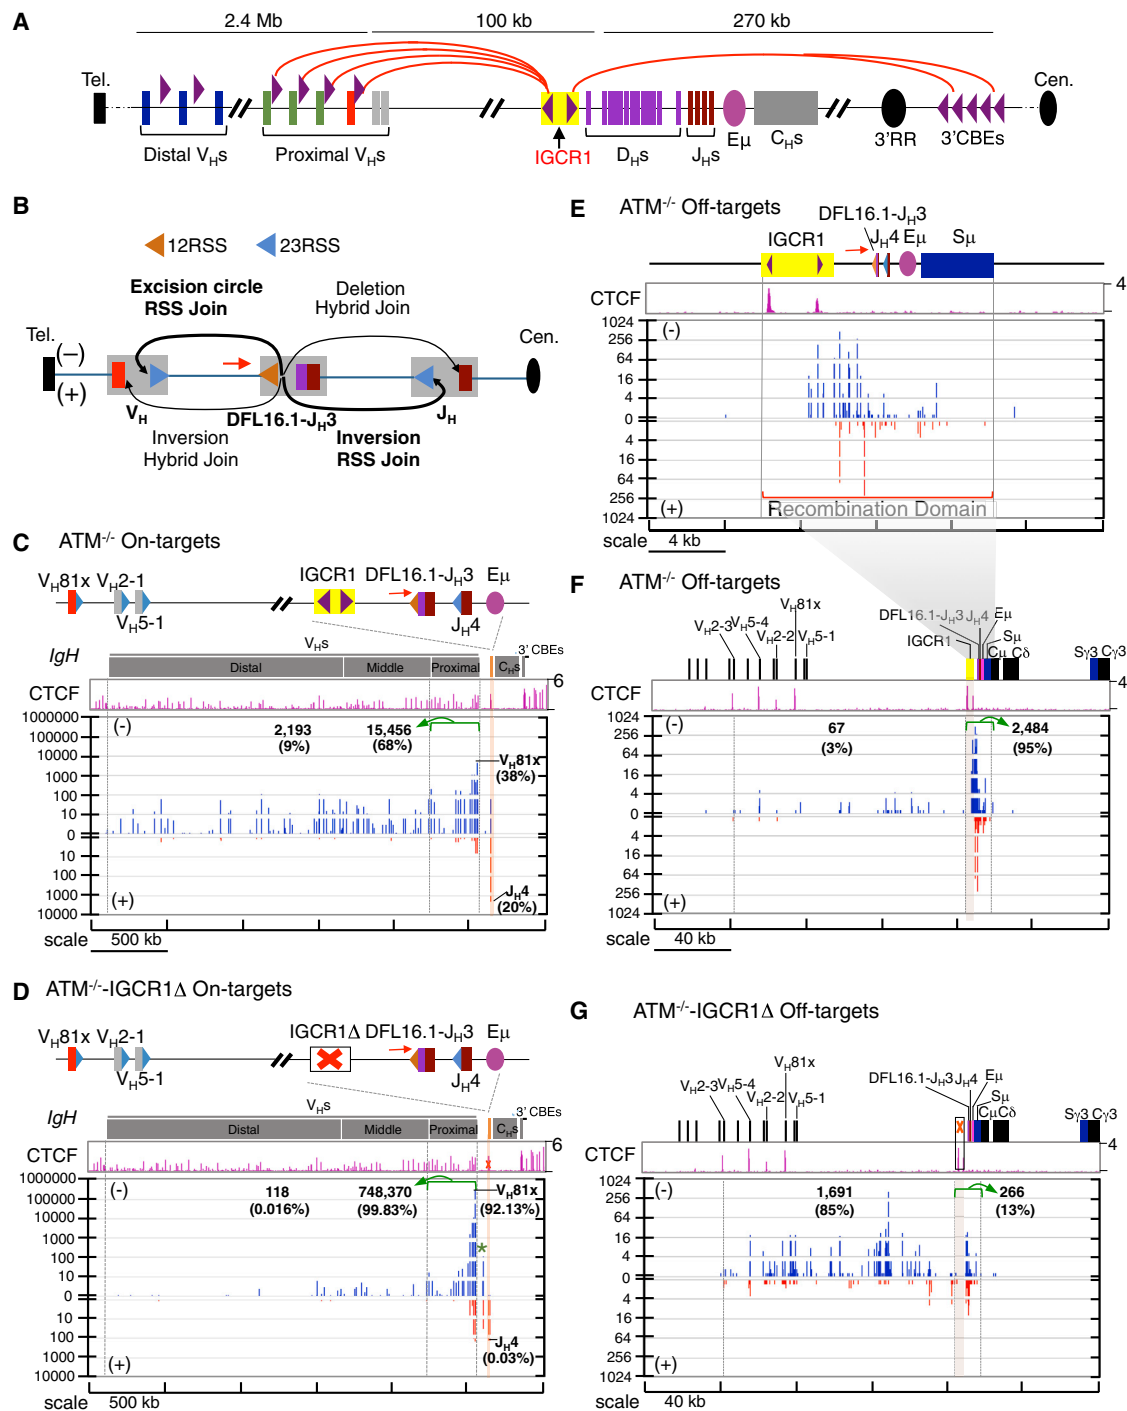 A
2.4 Mb 100 kb 270 kb
Tel. Cen.
Distal VHs Proximal VHs IGCR1 DHs JHs Eμ CHs 3'RR 3'CBEs
B
12RSS 23RSS
Excision circle
RSS Join
Deletion
Hybrid Join
Tel. Cen.
(−)
(+)
VH DFL16.1-JH3 JH
Inversion
Hybrid Join
Inversion
RSS Join
C ATM-/- On-targets
VH81x VH2-1 IGCR1 DFL16.1-JH3 Eμ
VH5-1 JH4
VHs 3' CBEs
IgH Distal Middle Proximal CHs
CTCF 6
1000000 (-) 2,193 15,456
100000 (9%) (68%) VH81x
10000 (38%)
1000
100
10
0
10
100
1000 (+) JH4
10000 (20%)
scale 500 kb
D ATM-/--IGCR1Δ On-targets
VH81x VH2-1 IGCR1Δ DFL16.1-JH3 Eμ
VH5-1 JH4
VHs 3' CBEs
IgH Distal Middle Proximal CHs
CTCF x 6
1000000 (-) 118 748,370 VH81x
100000 (0.016%) (99.83%) (92.13%)
10000
1000
100 *
10
0
10
100 JH4
1000 (+) (0.03%)
10000
scale 500 kb
E ATM-/- Off-targets
DFL16.1-JH3
IGCR1 JH4 Eμ Sμ
CTCF 4
1024 (-)
256
64
16
4
0
4
16
64
256 (+) Recombination Domain
1024
scale 4 kb
F ATM-/- Off-targets
VH2-3 VH5-4 VH81x VH2-2 VH5-1
DFL16.1-JH3 JH4 Eμ
IGCR1 Sμ
Cμ Cδ Sγ3 Cγ3
CTCF 4
1024 (-) 67 2,484
256 (3%) (95%)
64
16
4
0
4
16
64
256 (+)
1024
scale 40 kb
G ATM-/--IGCR1Δ Off-targets
VH2-3 VH5-4 VH81x VH2-2 VH5-1
DFL16.1-JH3 JH4 Eμ
Sμ
X Cμ Cδ Sγ3 Cγ3
CTCF 4
1024 (-) 1,691 266
256 (85%) (13%)
64
16
4
0
4
16
64
256 (+)
1024
scale 40 kb